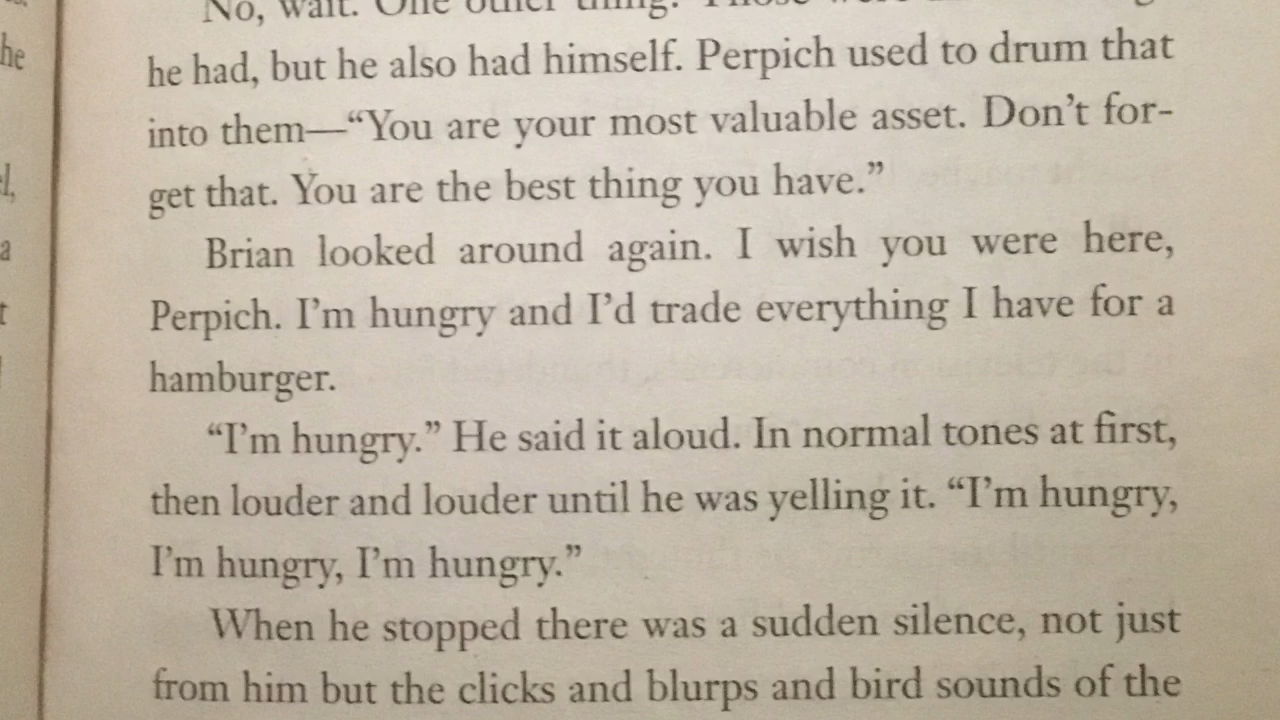 No, wait. One other thing. Those were
he had, but he also had himself. Perpich used to drum that
into them—“You are your most valuable asset. Don’t for-
get that. You are the best thing you have.”
Brian looked around again. I wish you were here,
Perpich. I’m hungry and I’d trade everything I have for a
hamburger.
“I’m hungry.” He said it aloud. In normal tones at first,
then louder and louder until he was yelling it. “I’m hungry,
I’m hungry, I’m hungry.”
When he stopped there was a sudden silence, not just
from him but the clicks and blurps and bird sounds of the
he
a